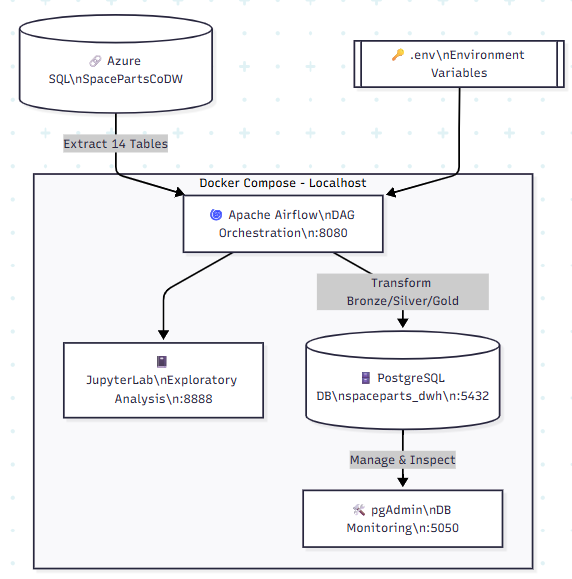 🔗 Azure
SQL\nSpacePartsCoDW
🔑 .env\nEnvironment
Variables
Extract 14 Tables
Docker Compose - Localhost
🌀 Apache Airflow\nDAG
Orchestration\n:8080
Transform
Bronze/Silver/Gold
📓
JupyterLab\nExploratory
Analysis\n:8888
🗄️ PostgreSQL
DB\nspaceparts_dwh\n:5432
Manage & Inspect
🛠️ pgAdmin\nDB
Monitoring\n:5050